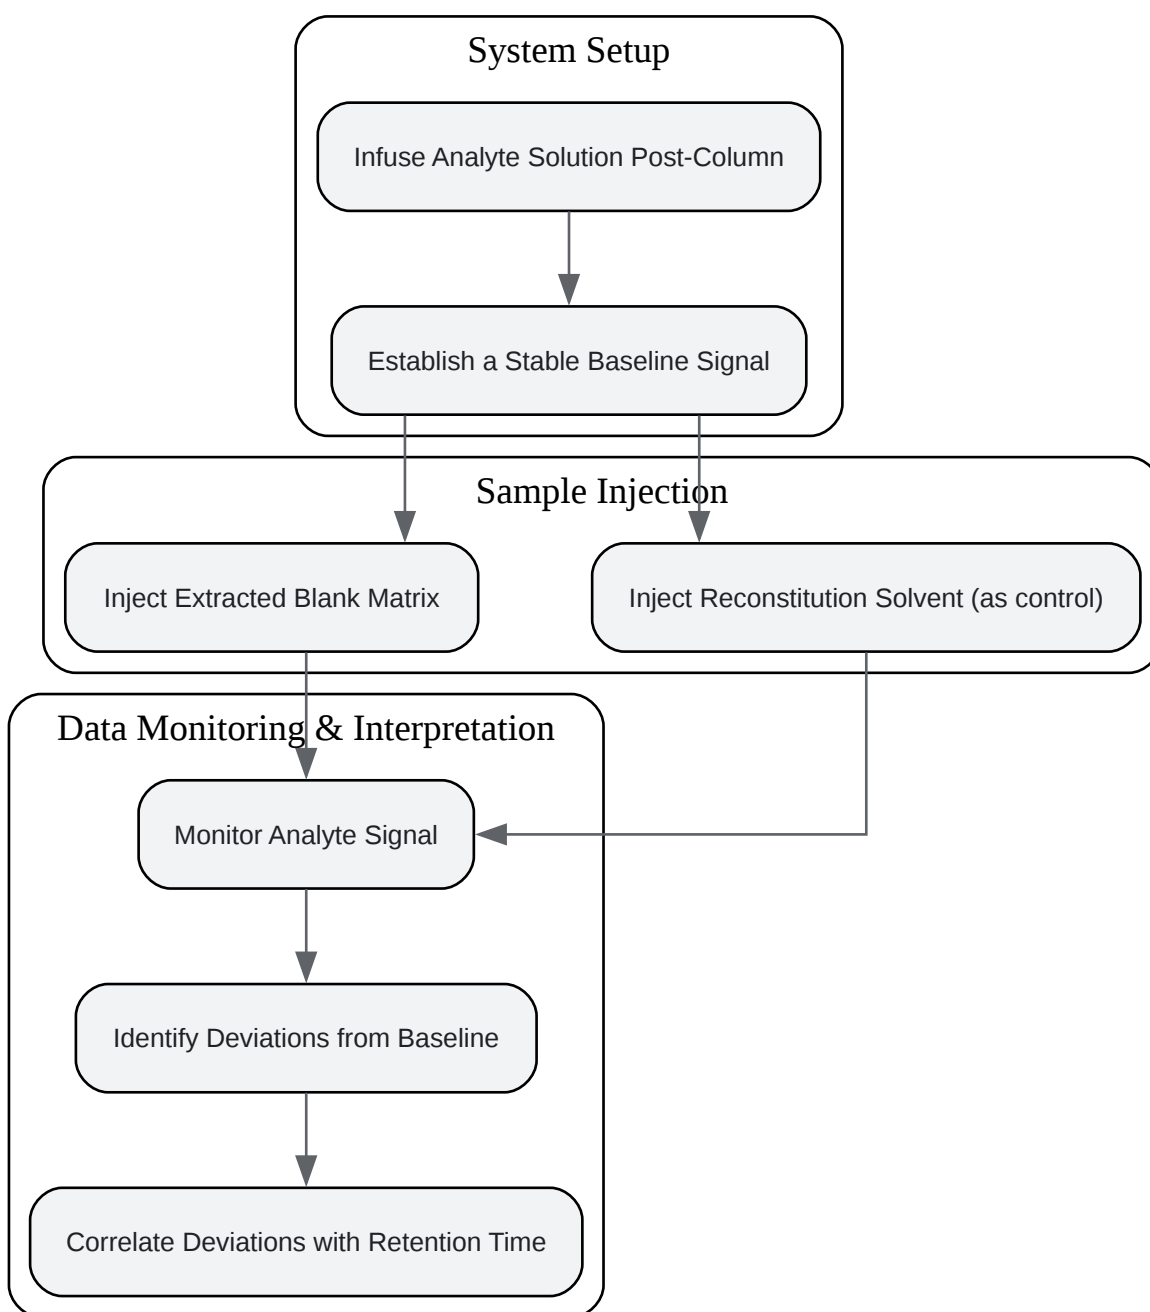 System Setup
Infuse Analyte Solution Post-Column
Establish a Stable Baseline Signal
Sample Injection
Inject Extracted Blank Matrix
Inject Reconstitution Solvent (as control)
Data Monitoring & Interpretation
Monitor Analyte Signal
Identify Deviations from Baseline
Correlate Deviations with Retention Time